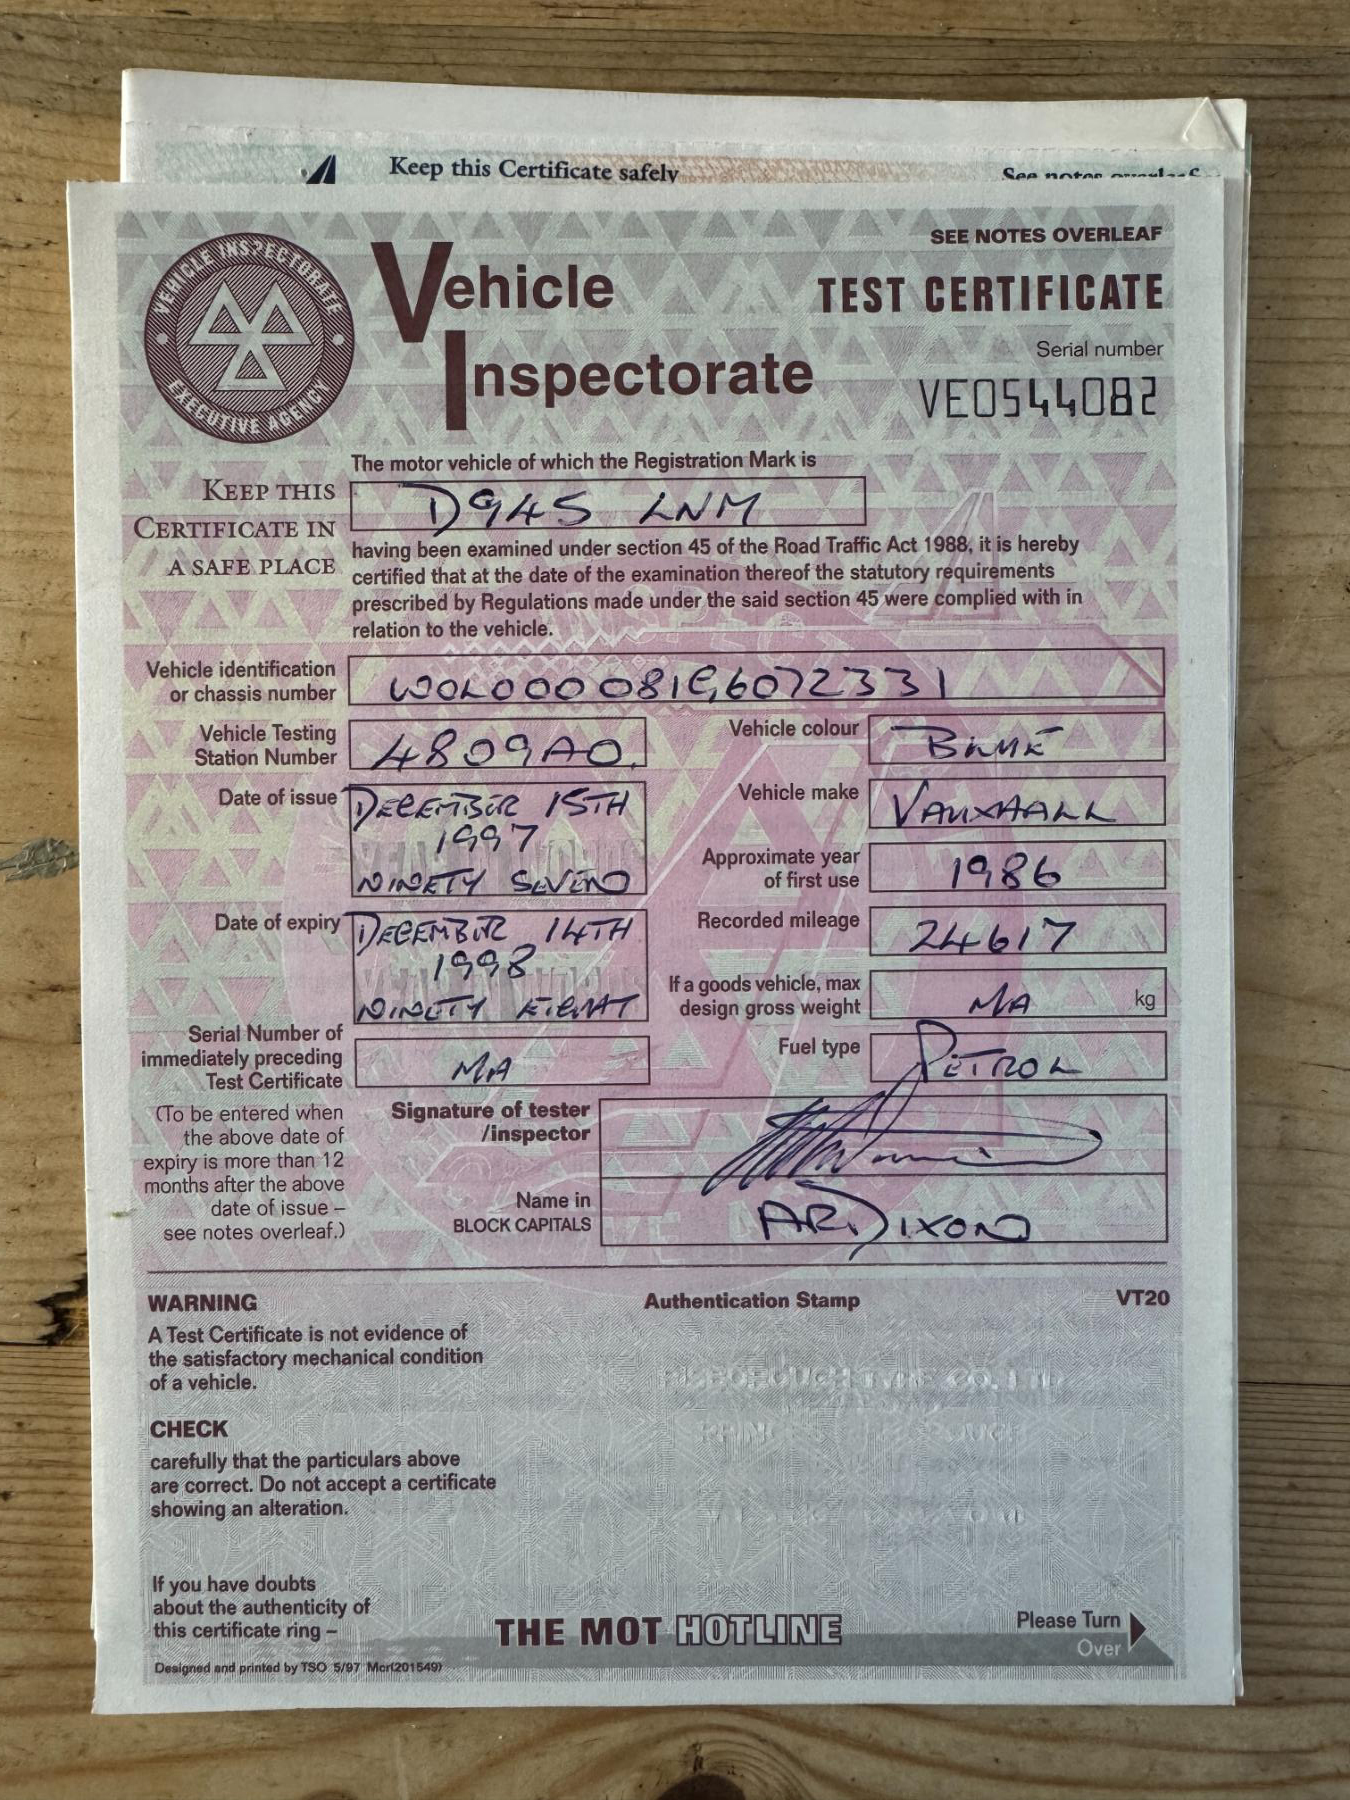 Keep this Certificate safely
See notes overleaf
VEHICLE INSPECTORATE
EXECUTIVE AGENCY
Vehicle
Inspectorate
SEE NOTES OVERLEAF
TEST CERTIFICATE
Serial number
VE0544082
The motor vehicle of which the Registration Mark is
KEEP THIS
CERTIFICATE IN
A SAFE PLACE
D945 LNM
having been examined under section 45 of the Road Traffic Act 1988, it is hereby
certified that at the date of the examination thereof the statutory requirements
prescribed by Regulations made under the said section 45 were complied with in
relation to the vehicle.
Vehicle identification
or chassis number
W0L000081G6072331
Vehicle Testing
Station Number
4809A0.
Vehicle colour
BLUE
Date of issue
DECEMBER 15TH
1997
NINETY SEVEN
Vehicle make
VAUXHALL
Approximate year
of first use
1986
Date of expiry
DECEMBER 14TH
1998
NINETY EIGHT
Recorded mileage
24617
If a goods vehicle, max
design gross weight
N/A
kg
Serial Number of
immediately preceding
Test Certificate
N/A
Fuel type
PETROL
(To be entered when
the above date of
expiry is more than 12
months after the above
date of issue –
see notes overleaf.)
Signature of tester
/inspector
Name in
BLOCK CAPITALS
A R DIXON
WARNING
A Test Certificate is not evidence of
the satisfactory mechanical condition
of a vehicle.
Authentication Stamp
VT20
RISBOROUGH TYRE CO. LTD
CHECK
carefully that the particulars above
are correct. Do not accept a certificate
showing an alteration.
If you have doubts
about the authenticity of
this certificate ring –
THE MOT HOTLINE
Please Turn
Over
Designed and printed by TSO 5/97 Mcr(201549)